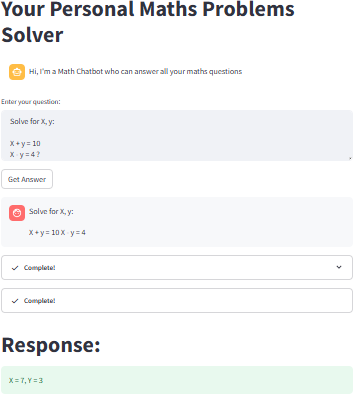 Your Personal Maths Problems
Solver
Hi, I'm a Math Chatbot who can answer all your maths questions
Enter your question:
Solve for X, y:
X + y = 10
X - y = 4 ?
Get Answer
Solve for X, y:
X + y = 10 X - y = 4
Complete!
Complete!
Response:
X = 7, Y = 3